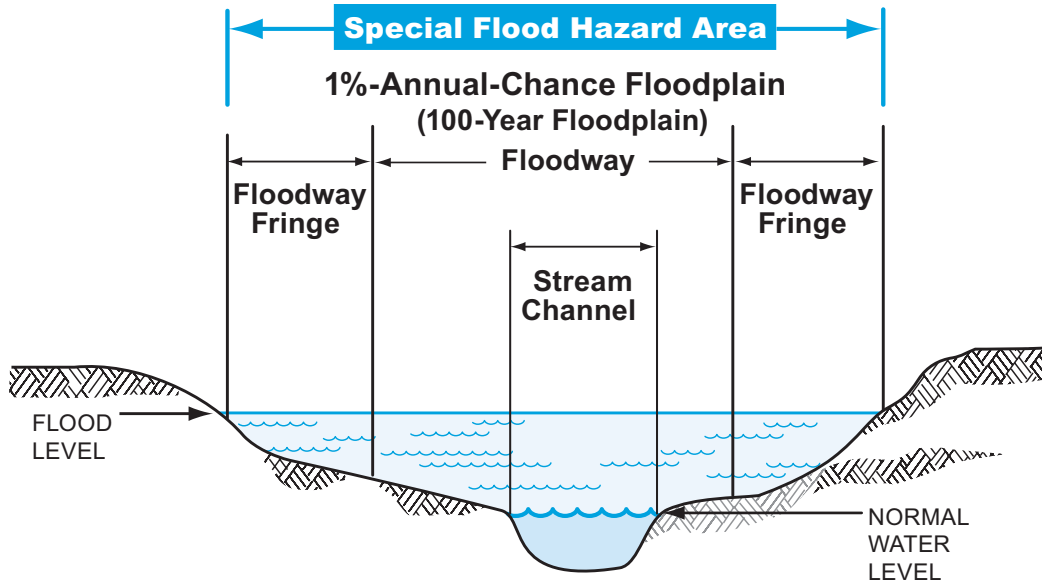 Special Flood Hazard Area
1%-Annual-Chance Floodplain
(100-Year Floodplain)
Floodway
Floodway
Fringe
Floodway
Fringe
Stream
Channel
FLOOD
LEVEL
NORMAL
WATER
LEVEL